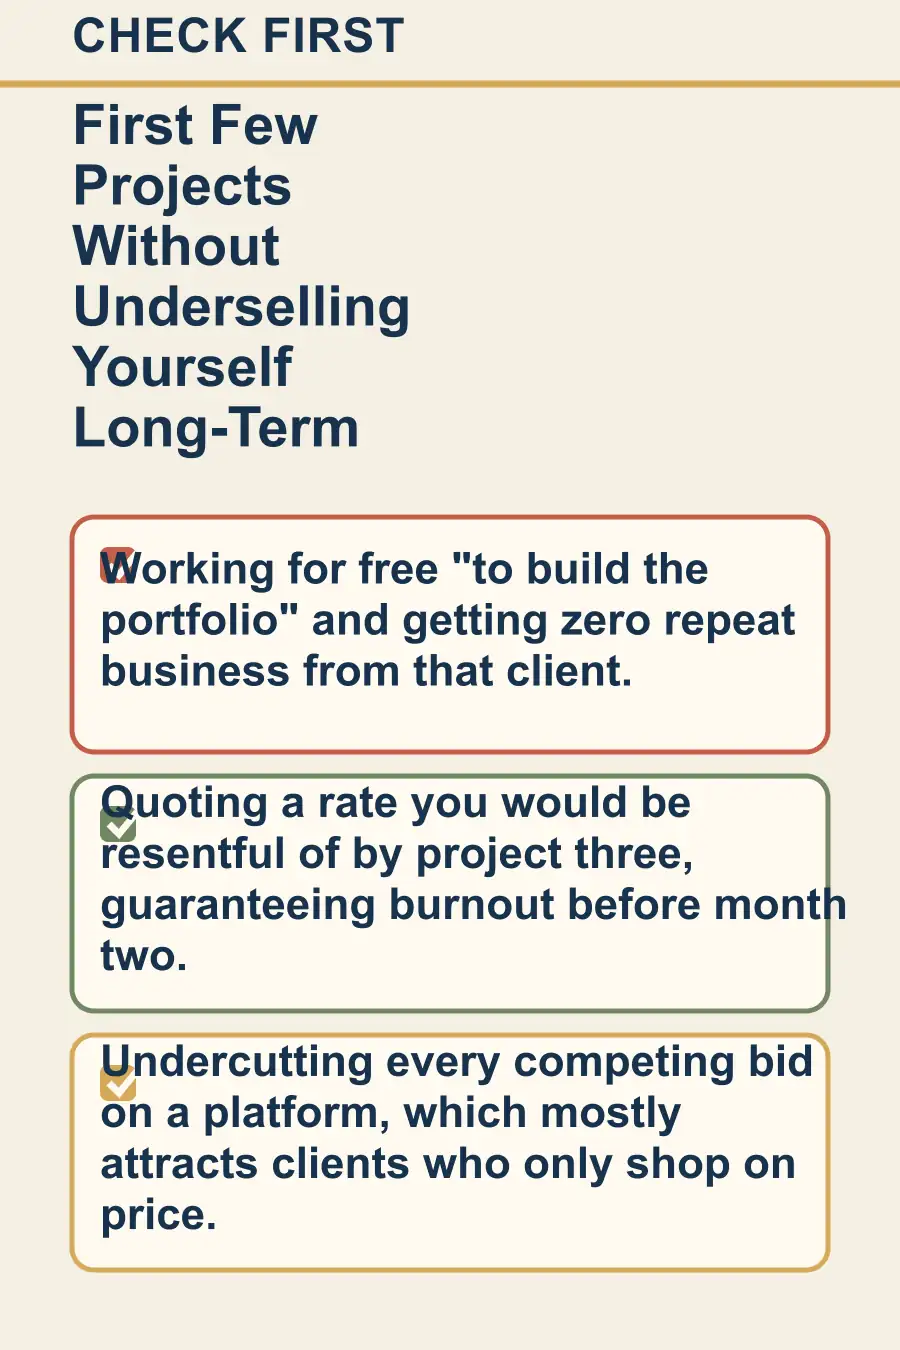 CHECK FIRST
First Few
Projects
Without
Underselling
Yourself
Long-Term
Working for free "to build the
portfolio" and getting zero repeat
business from that client.
Quoting a rate you would be
resentful of by project three,
guaranteeing burnout before month
two.
Undercutting every competing bid
on a platform, which mostly
attracts clients who only shop on
price.